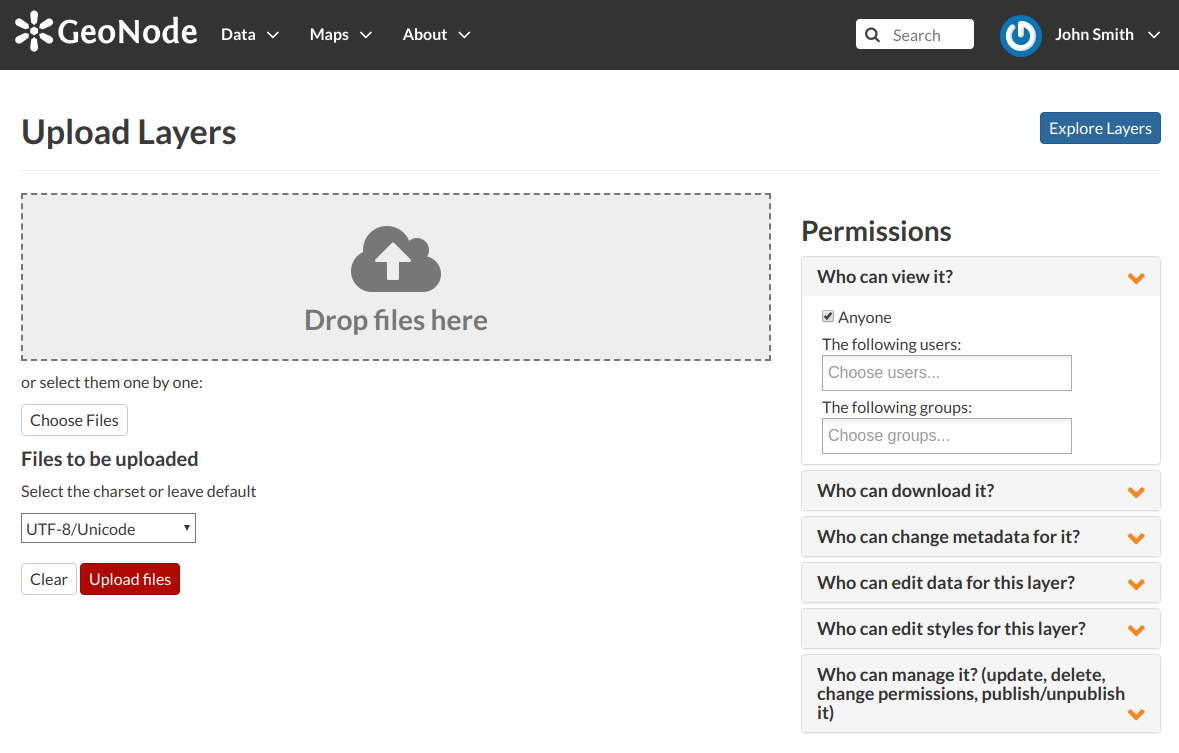 GeoNode Data Maps About Search John Smith
Upload Layers
Explore Layers
Drop files here
or select them one by one:
Choose Files
Files to be uploaded
Select the charset or leave default
UTF-8/Unicode
Clear Upload files
Permissions
Who can view it?
Anyone
The following users:
Choose users...
The following groups:
Choose groups...
Who can download it?
Who can change metadata for it?
Who can edit data for this layer?
Who can edit styles for this layer?
Who can manage it? (update, delete,
change permissions, publish/unpublish
it)